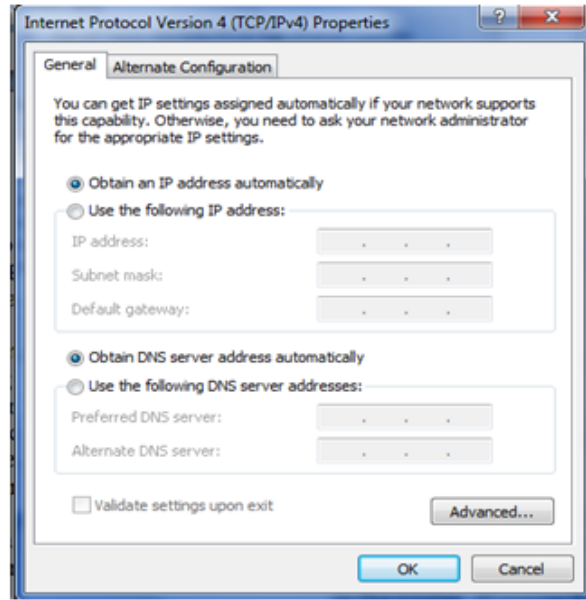 Internet Protocol Version 4 (TCP/IPv4) Properties
General
Alternate Configuration
You can get IP settings assigned automatically if your network supports
this capability. Otherwise, you need to ask your network administrator
for the appropriate IP settings.
Obtain an IP address automatically
Use the following IP address:
IP address:
Subnet mask:
Default gateway:
Obtain DNS server address automatically
Use the following DNS server addresses:
Preferred DNS server:
Alternate DNS server:
Validate settings upon exit
Advanced...
OK
Cancel